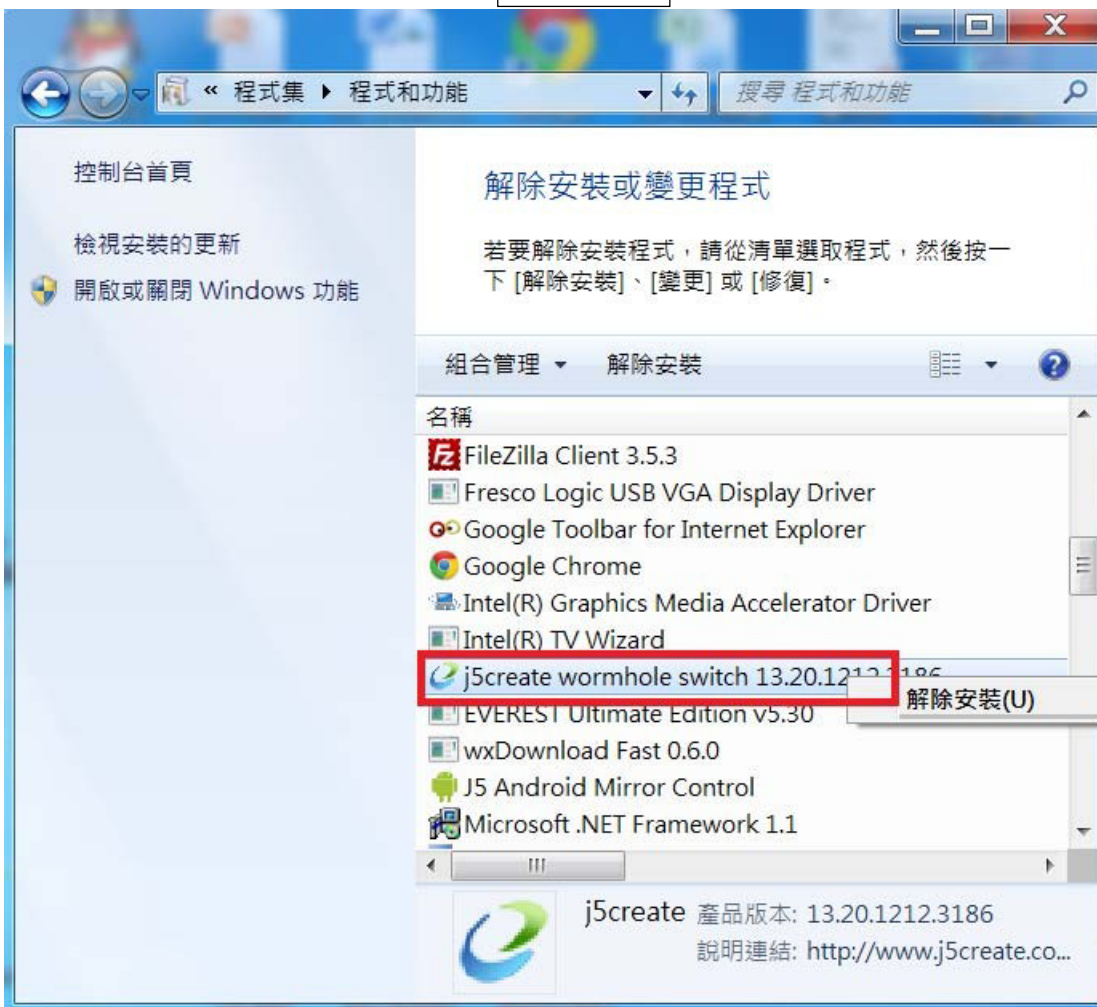 « 程式集 ▸ 程式和功能
搜尋 程式和功能
控制台首頁
檢視安裝的更新
開啟或關閉 Windows 功能
解除安裝或變更程式
若要解除安裝程式，請從清單選取程式，然後按一
下 [解除安裝]、[變更] 或 [修復]。
組合管理 解除安裝
名稱
FileZilla Client 3.5.3
Fresco Logic USB VGA Display Driver
Google Toolbar for Internet Explorer
Google Chrome
Intel(R) Graphics Media Accelerator Driver
Intel(R) TV Wizard
j5create wormhole switch 13.20.1212.3186
解除安裝(U)
EVEREST Ultimate Edition v5.30
wxDownload Fast 0.6.0
J5 Android Mirror Control
Microsoft .NET Framework 1.1
j5create 產品版本: 13.20.1212.3186
說明連結: http://www.j5create.co...